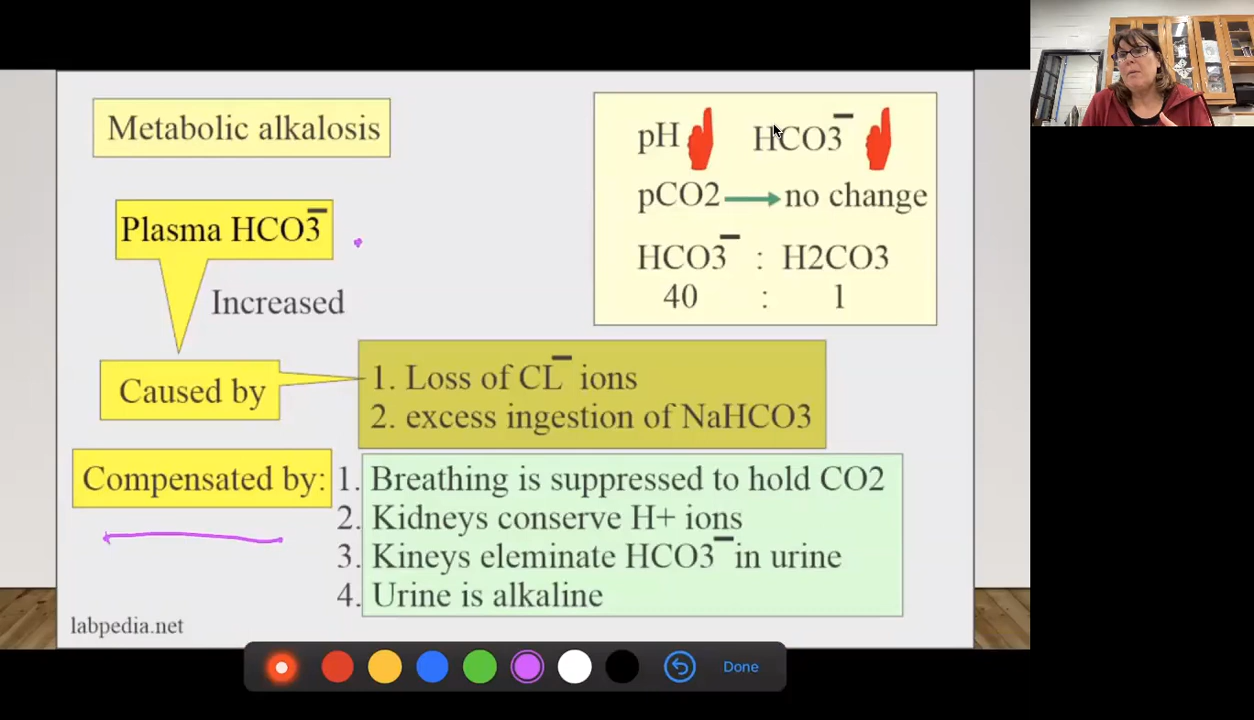 Metabolic alkalosis
pH HCO3⁻
pCO2 → no change
HCO3⁻ : H2CO3
40 : 1
Plasma HCO3⁻
Increased
Caused by
1. Loss of CL⁻ ions
2. excess ingestion of NaHCO3
Compensated by:
1. Breathing is suppressed to hold CO2
2. Kidneys conserve H+ ions
3. Kineys eleminate HCO3⁻ in urine
4. Urine is alkaline
labpedia.net
Done